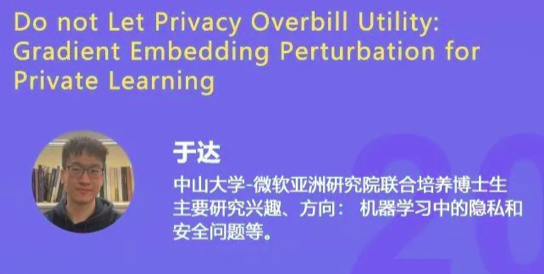 Do not Let Privacy Overbill Utility:
Gradient Embedding Perturbation for
Private Learning
于达
中山大学-微软亚洲研究院联合培养博士生
主要研究兴趣、方向： 机器学习中的隐私和
安全问题等。
20